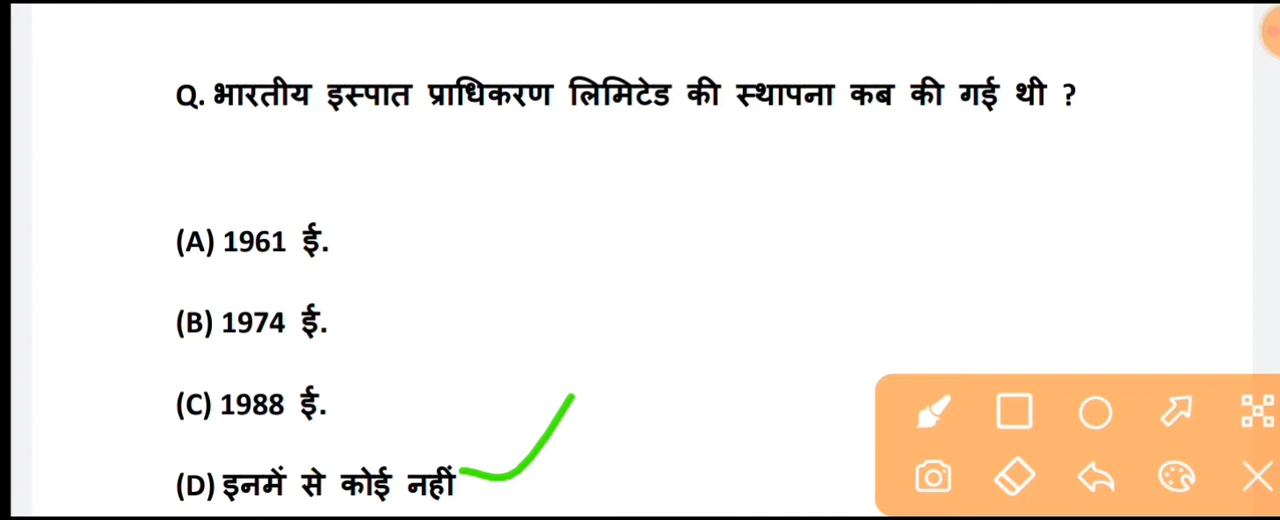 Q. भारतीय इस्पात प्राधिकरण लिमिटेड की स्थापना कब की गई थी ?
(A) 1961 ई.
(B) 1974 ई.
(C) 1988 ई.
(D) इनमें से कोई नहीं